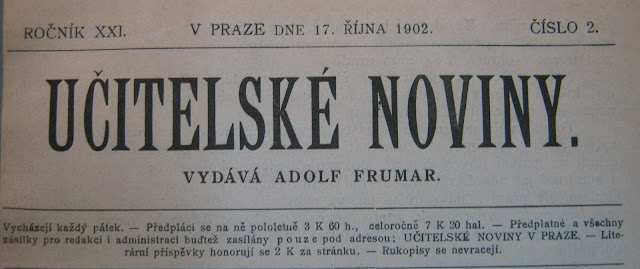 ROČNÍK XXI. V PRAZE DNE 17. ŘÍJNA 1902. ČÍSLO 2.
UČITELSKÉ NOVINY.
VYDÁVÁ ADOLF FRUMAR.
Vycházejí každý pátek. — Předplácí se na ně pololetně 3 K 60 h., celoročně 7 K 20 hal. — Předplatné a všechny
zásilky pro redakci i administraci buďtež zasílány pouze pod adresou: UČITELSKÉ NOVINY V PRAZE. — Lite-
rární příspěvky honorují se 2 K za stránku. — Rukopisy se nevracejí.